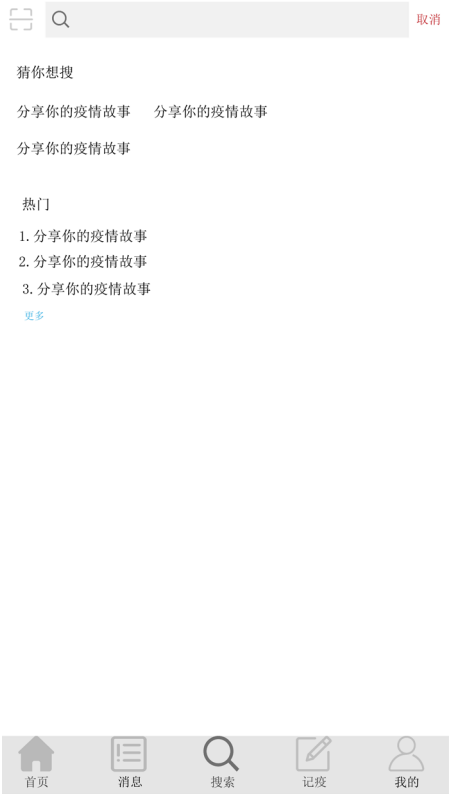 取消
猜你想搜
分享你的疫情故事 分享你的疫情故事
分享你的疫情故事
热门
1.分享你的疫情故事
2.分享你的疫情故事
3.分享你的疫情故事
更多
首页 消息 搜索 记疫 我的